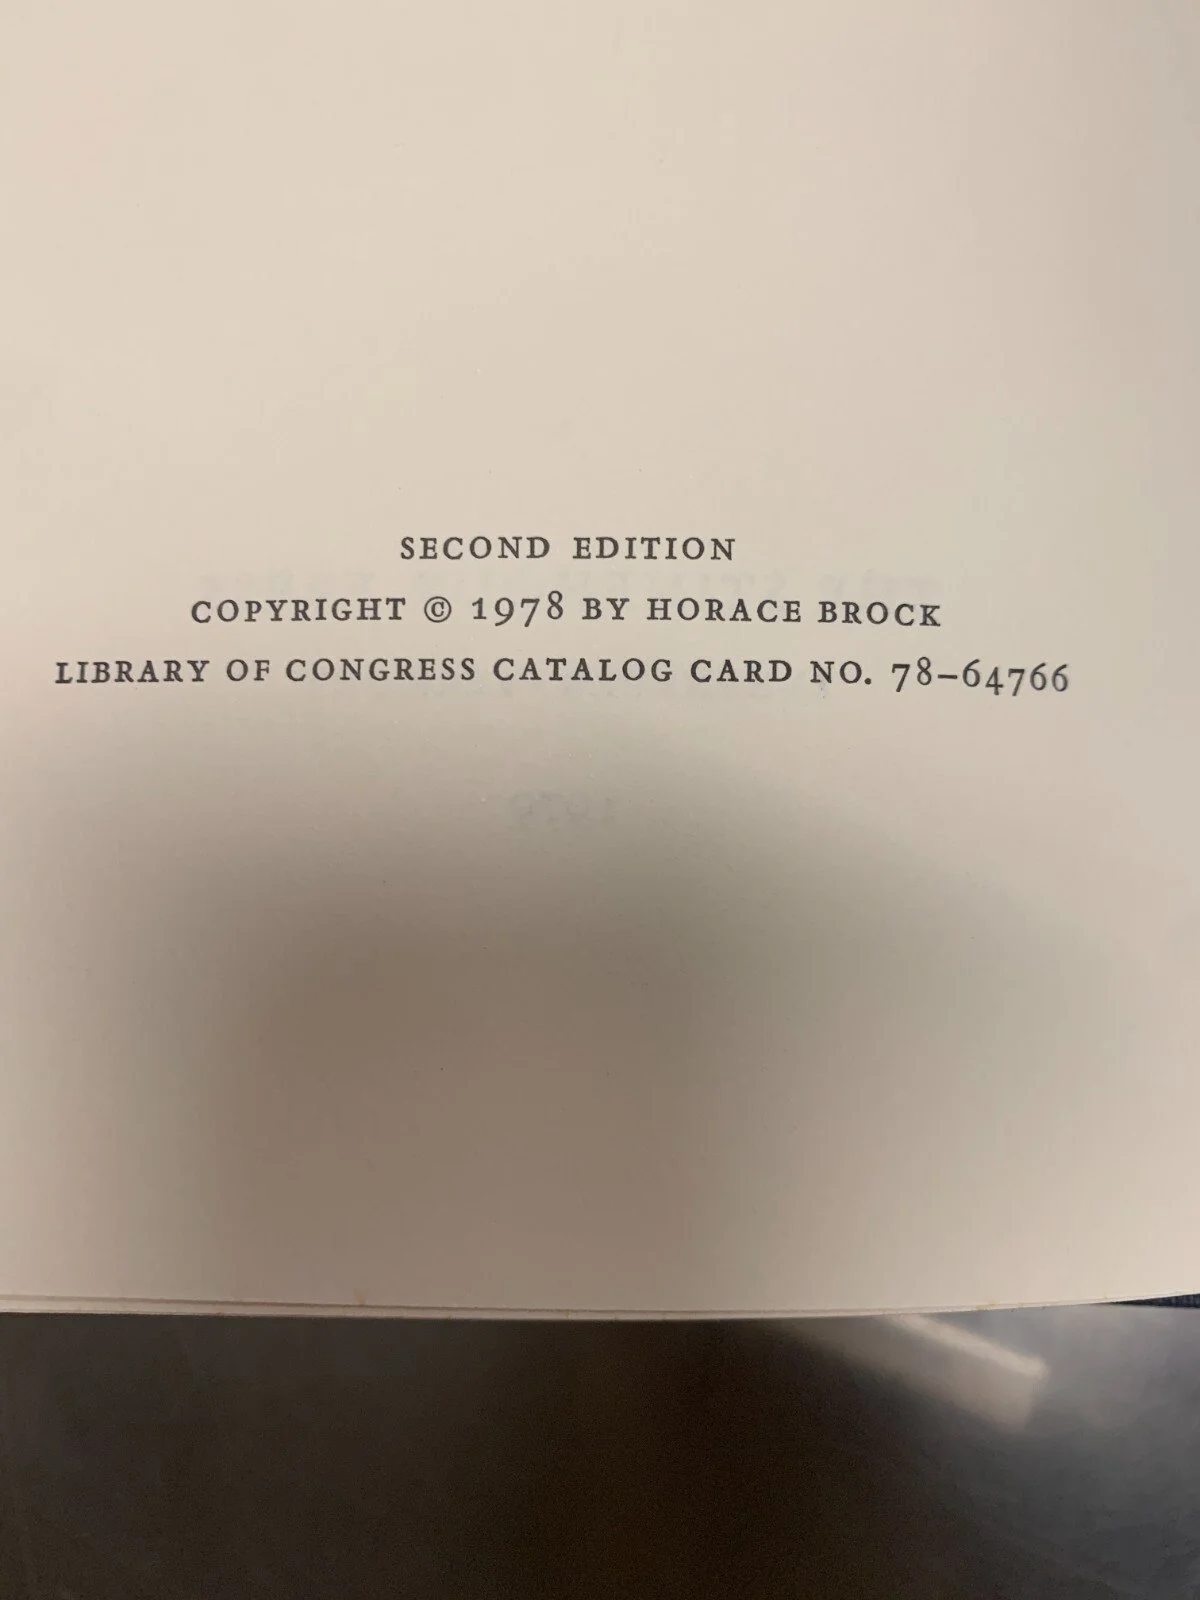 SECOND EDITION
COPYRIGHT © 1978 BY HORACE BROCK
LIBRARY OF CONGRESS CATALOG CARD NO. 78-64766